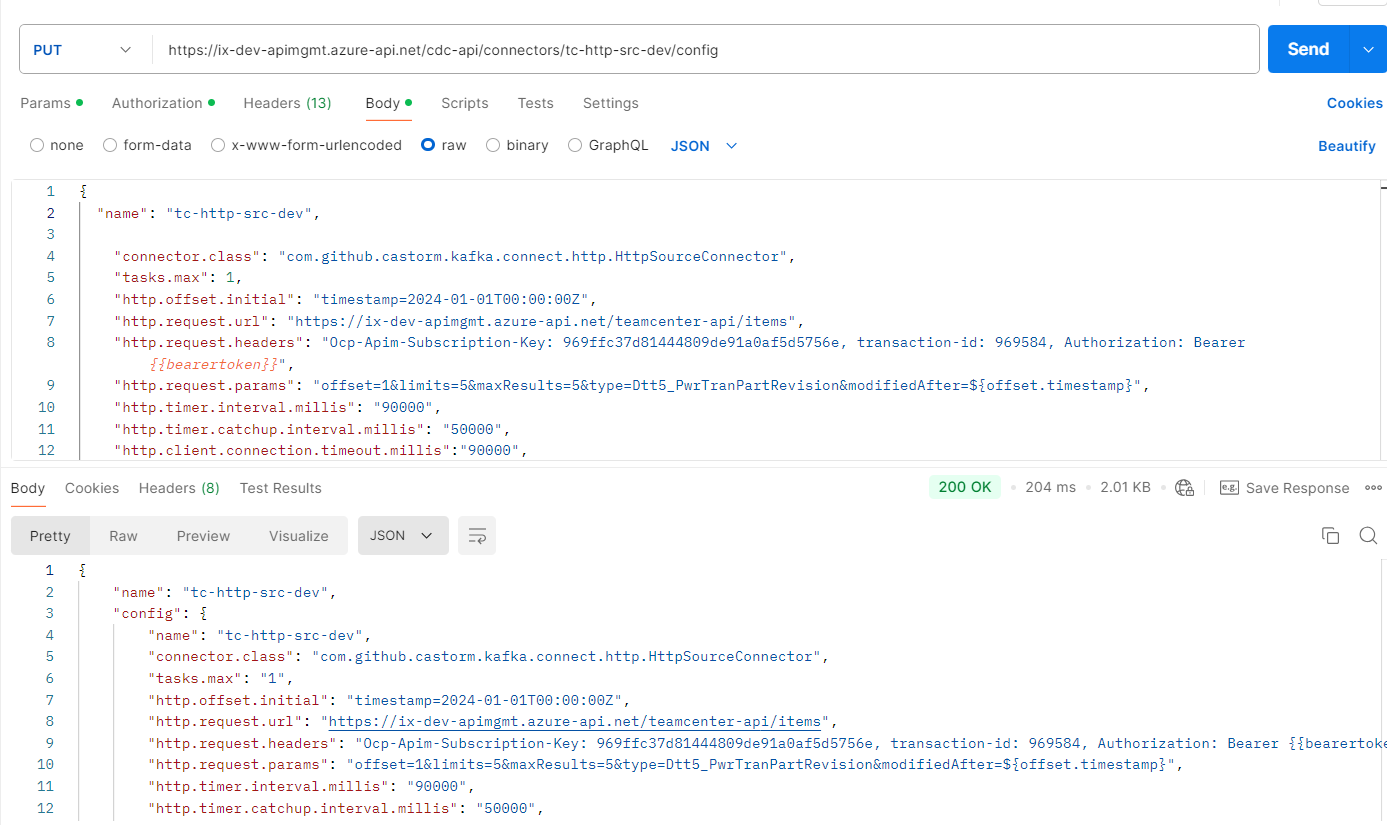 PUT https://ix-dev-apimgmt.azure-api.net/cdc-api/connectors/tc-http-src-dev/config Send
Params Authorization Headers (13) Body Scripts Tests Settings Cookies
none form-data x-www-form-urlencoded raw binary GraphQL JSON Beautify
1 {
2 "name": "tc-http-src-dev",
3
4 "connector.class": "com.github.castorm.kafka.connect.http.HttpSourceConnector",
5 "tasks.max": 1,
6 "http.offset.initial": "timestamp=2024-01-01T00:00:00Z",
7 "http.request.url": "https://ix-dev-apimgmt.azure-api.net/teamcenter-api/items",
8 "http.request.headers": "Ocp-Apim-Subscription-Key: 969ffc37d81444809de91a0af5d5756e, transaction-id: 969584, Authorization: Bearer
{{bearertoken}}",
9 "http.request.params": "offset=1&limits=5&maxResults=5&type=Dtt5_PwrTranPartRevision&modifiedAfter=${offset.timestamp}",
10 "http.timer.interval.millis": "90000",
11 "http.timer.catchup.interval.millis": "50000",
12 "http.client.connection.timeout.millis":"90000",
Body Cookies Headers (8) Test Results 200 OK 204 ms 2.01 KB e.g. Save Response
Pretty Raw Preview Visualize JSON
1 {
2 "name": "tc-http-src-dev",
3 "config": {
4 "name": "tc-http-src-dev",
5 "connector.class": "com.github.castorm.kafka.connect.http.HttpSourceConnector",
6 "tasks.max": "1",
7 "http.offset.initial": "timestamp=2024-01-01T00:00:00Z",
8 "http.request.url": "https://ix-dev-apimgmt.azure-api.net/teamcenter-api/items",
9 "http.request.headers": "Ocp-Apim-Subscription-Key: 969ffc37d81444809de91a0af5d5756e, transaction-id: 969584, Authorization: Bearer {{bearertoke
10 "http.request.params": "offset=1&limits=5&maxResults=5&type=Dtt5_PwrTranPartRevision&modifiedAfter=${offset.timestamp}",
11 "http.timer.interval.millis": "90000",
12 "http.timer.catchup.interval.millis": "50000",